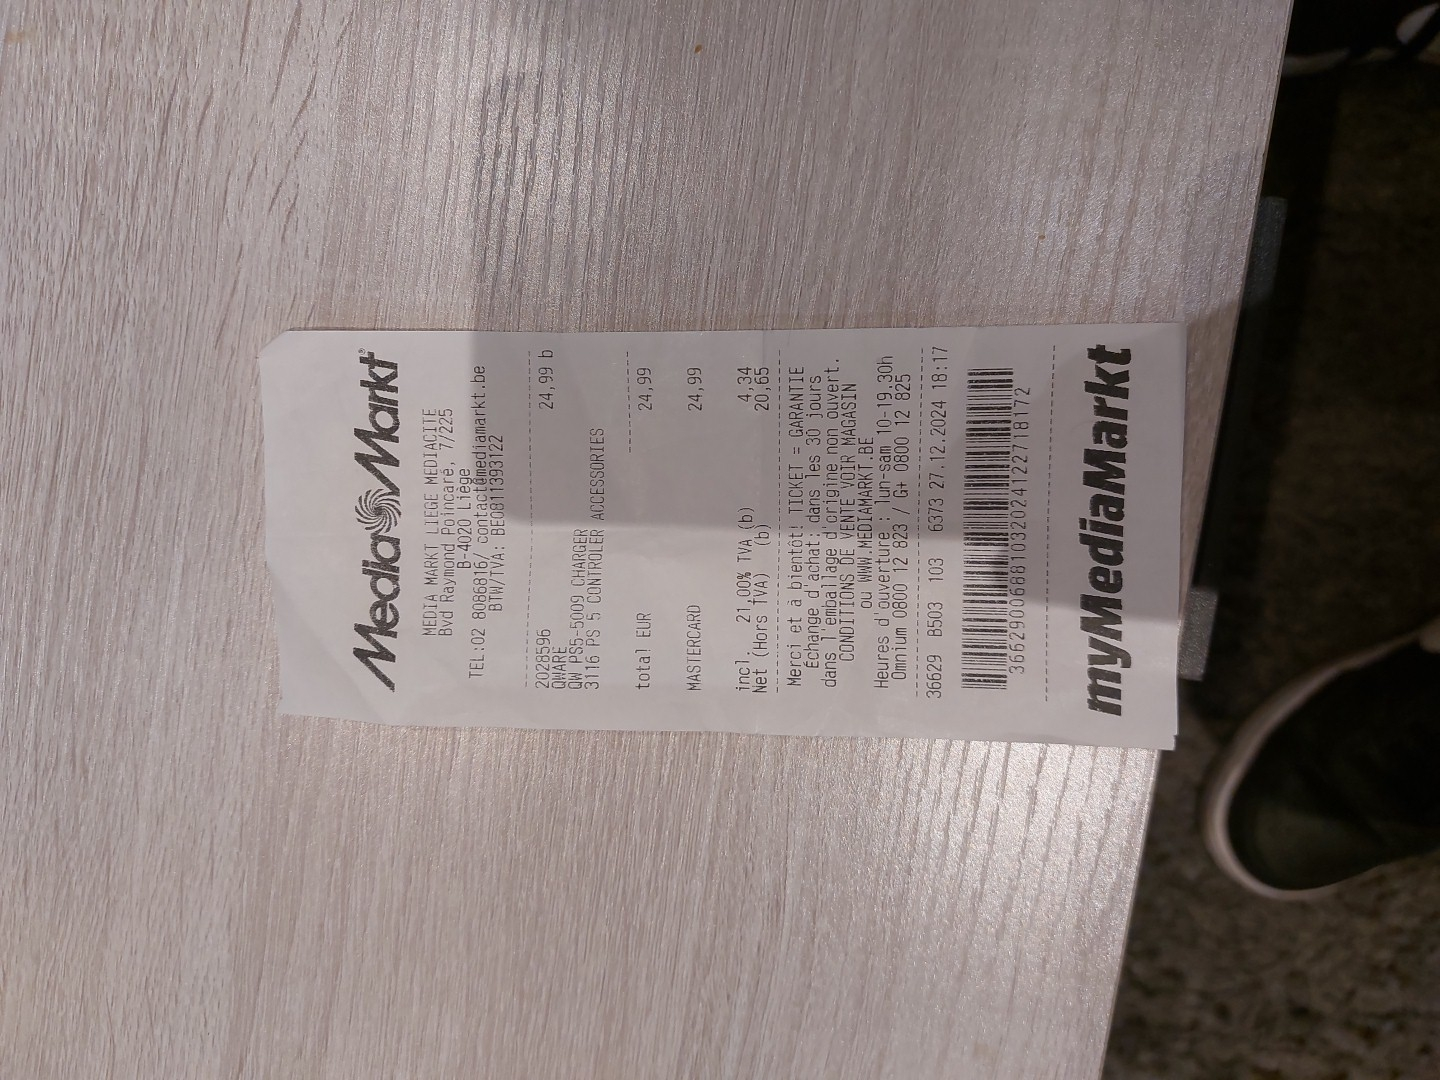 Media Markt
MEDIA MARKT LIEGE MEDIACITE
Bvd Raymond Poincaré, 7/225
B-4020 Liège
TEL:02 8086816/ contact@mediamarkt.be
BTW/TVA: BE0811393122
2028596 24,99 b
QWARE
QW PS5-5009 CHARGER
3116 PS 5 CONTROLER ACCESSORIES
total EUR 24,99
MASTERCARD 24,99
incl. 21,00% TVA (b) 4,34
Net (Hors TVA) (b) 20,65
Merci et à bientôt! TICKET = GARANTIE
Échange d'achat: dans les 30 jours
dans l'emballage d'origine non ouvert.
CONDITIONS DE VENTE VOIR MAGASIN
ou WWW.MEDIAMARKT.BE
Heures d'ouverture : lun-sam 10-19.30h
Omnium 0800 12 823 / G+ 0800 12 825
36629 B503 103 6373 27.12.2024 18:17
3662900688103202412271​8172
myMediaMarkt